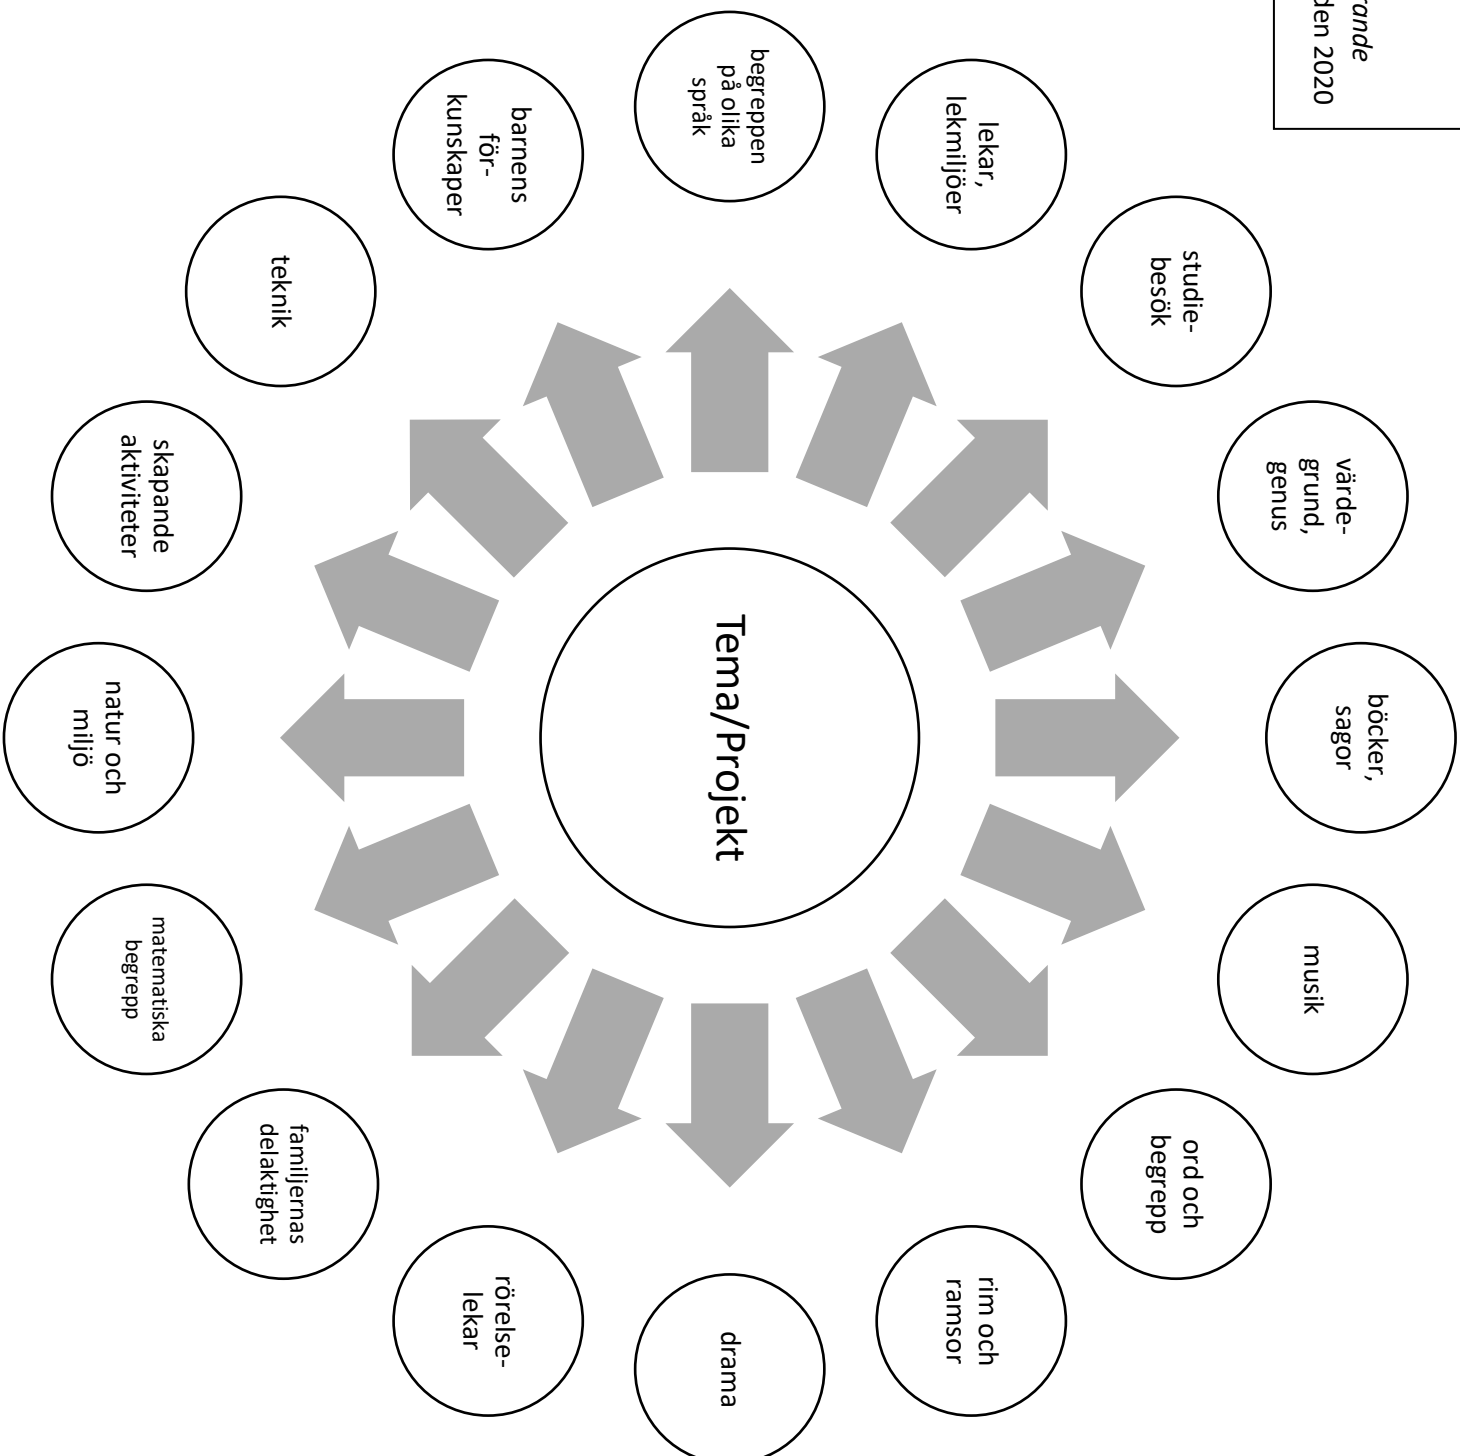 rande
den 2020
böcker,
sagor
musik
ord och
begrepp
rim och
ramsor
drama
rörelse-
lekar
familjernas
delaktighet
matematiska
begrepp
natur och
miljö
skapande
aktiviteter
teknik
barnens
för-
kunskaper
begreppen
på olika
språk
lekar,
lekmiljöer
studie-
besök
värde-
grund,
genus
Tema/Projekt